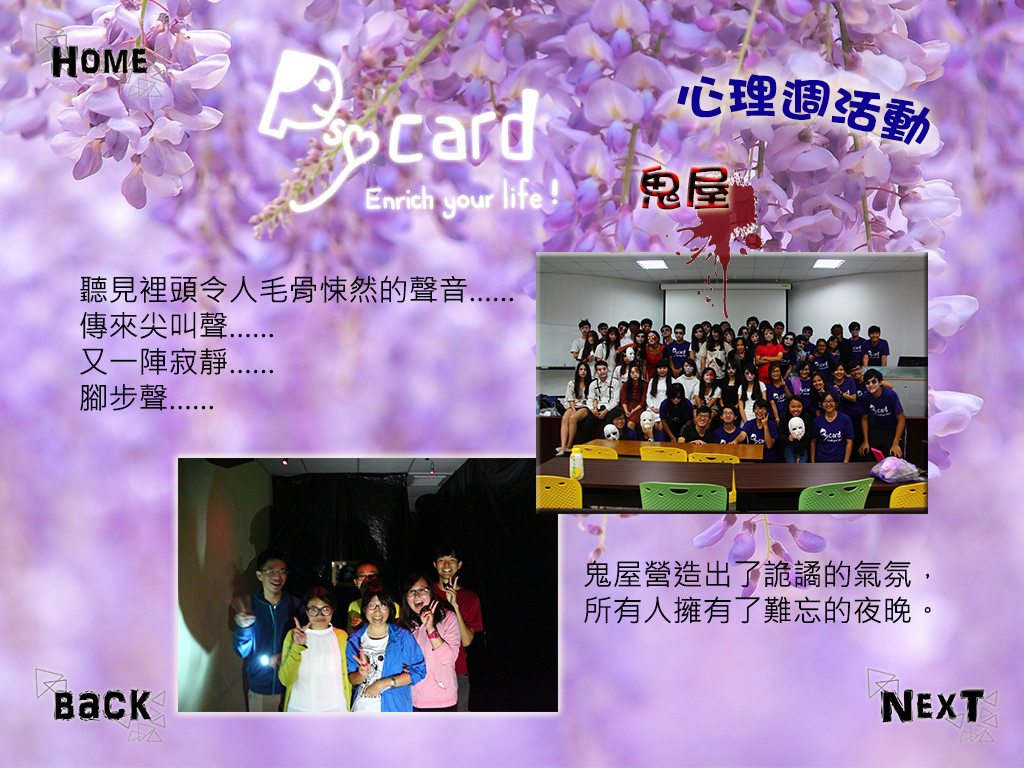 HOME
Psycard
Enrich your life!
心理週活動
鬼屋
聽見裡頭令人毛骨悚然的聲音......
傳來尖叫聲......
又一陣寂靜......
腳步聲......
鬼屋營造出了詭譎的氣氛，
所有人擁有了難忘的夜晚。
BACK
NEXT